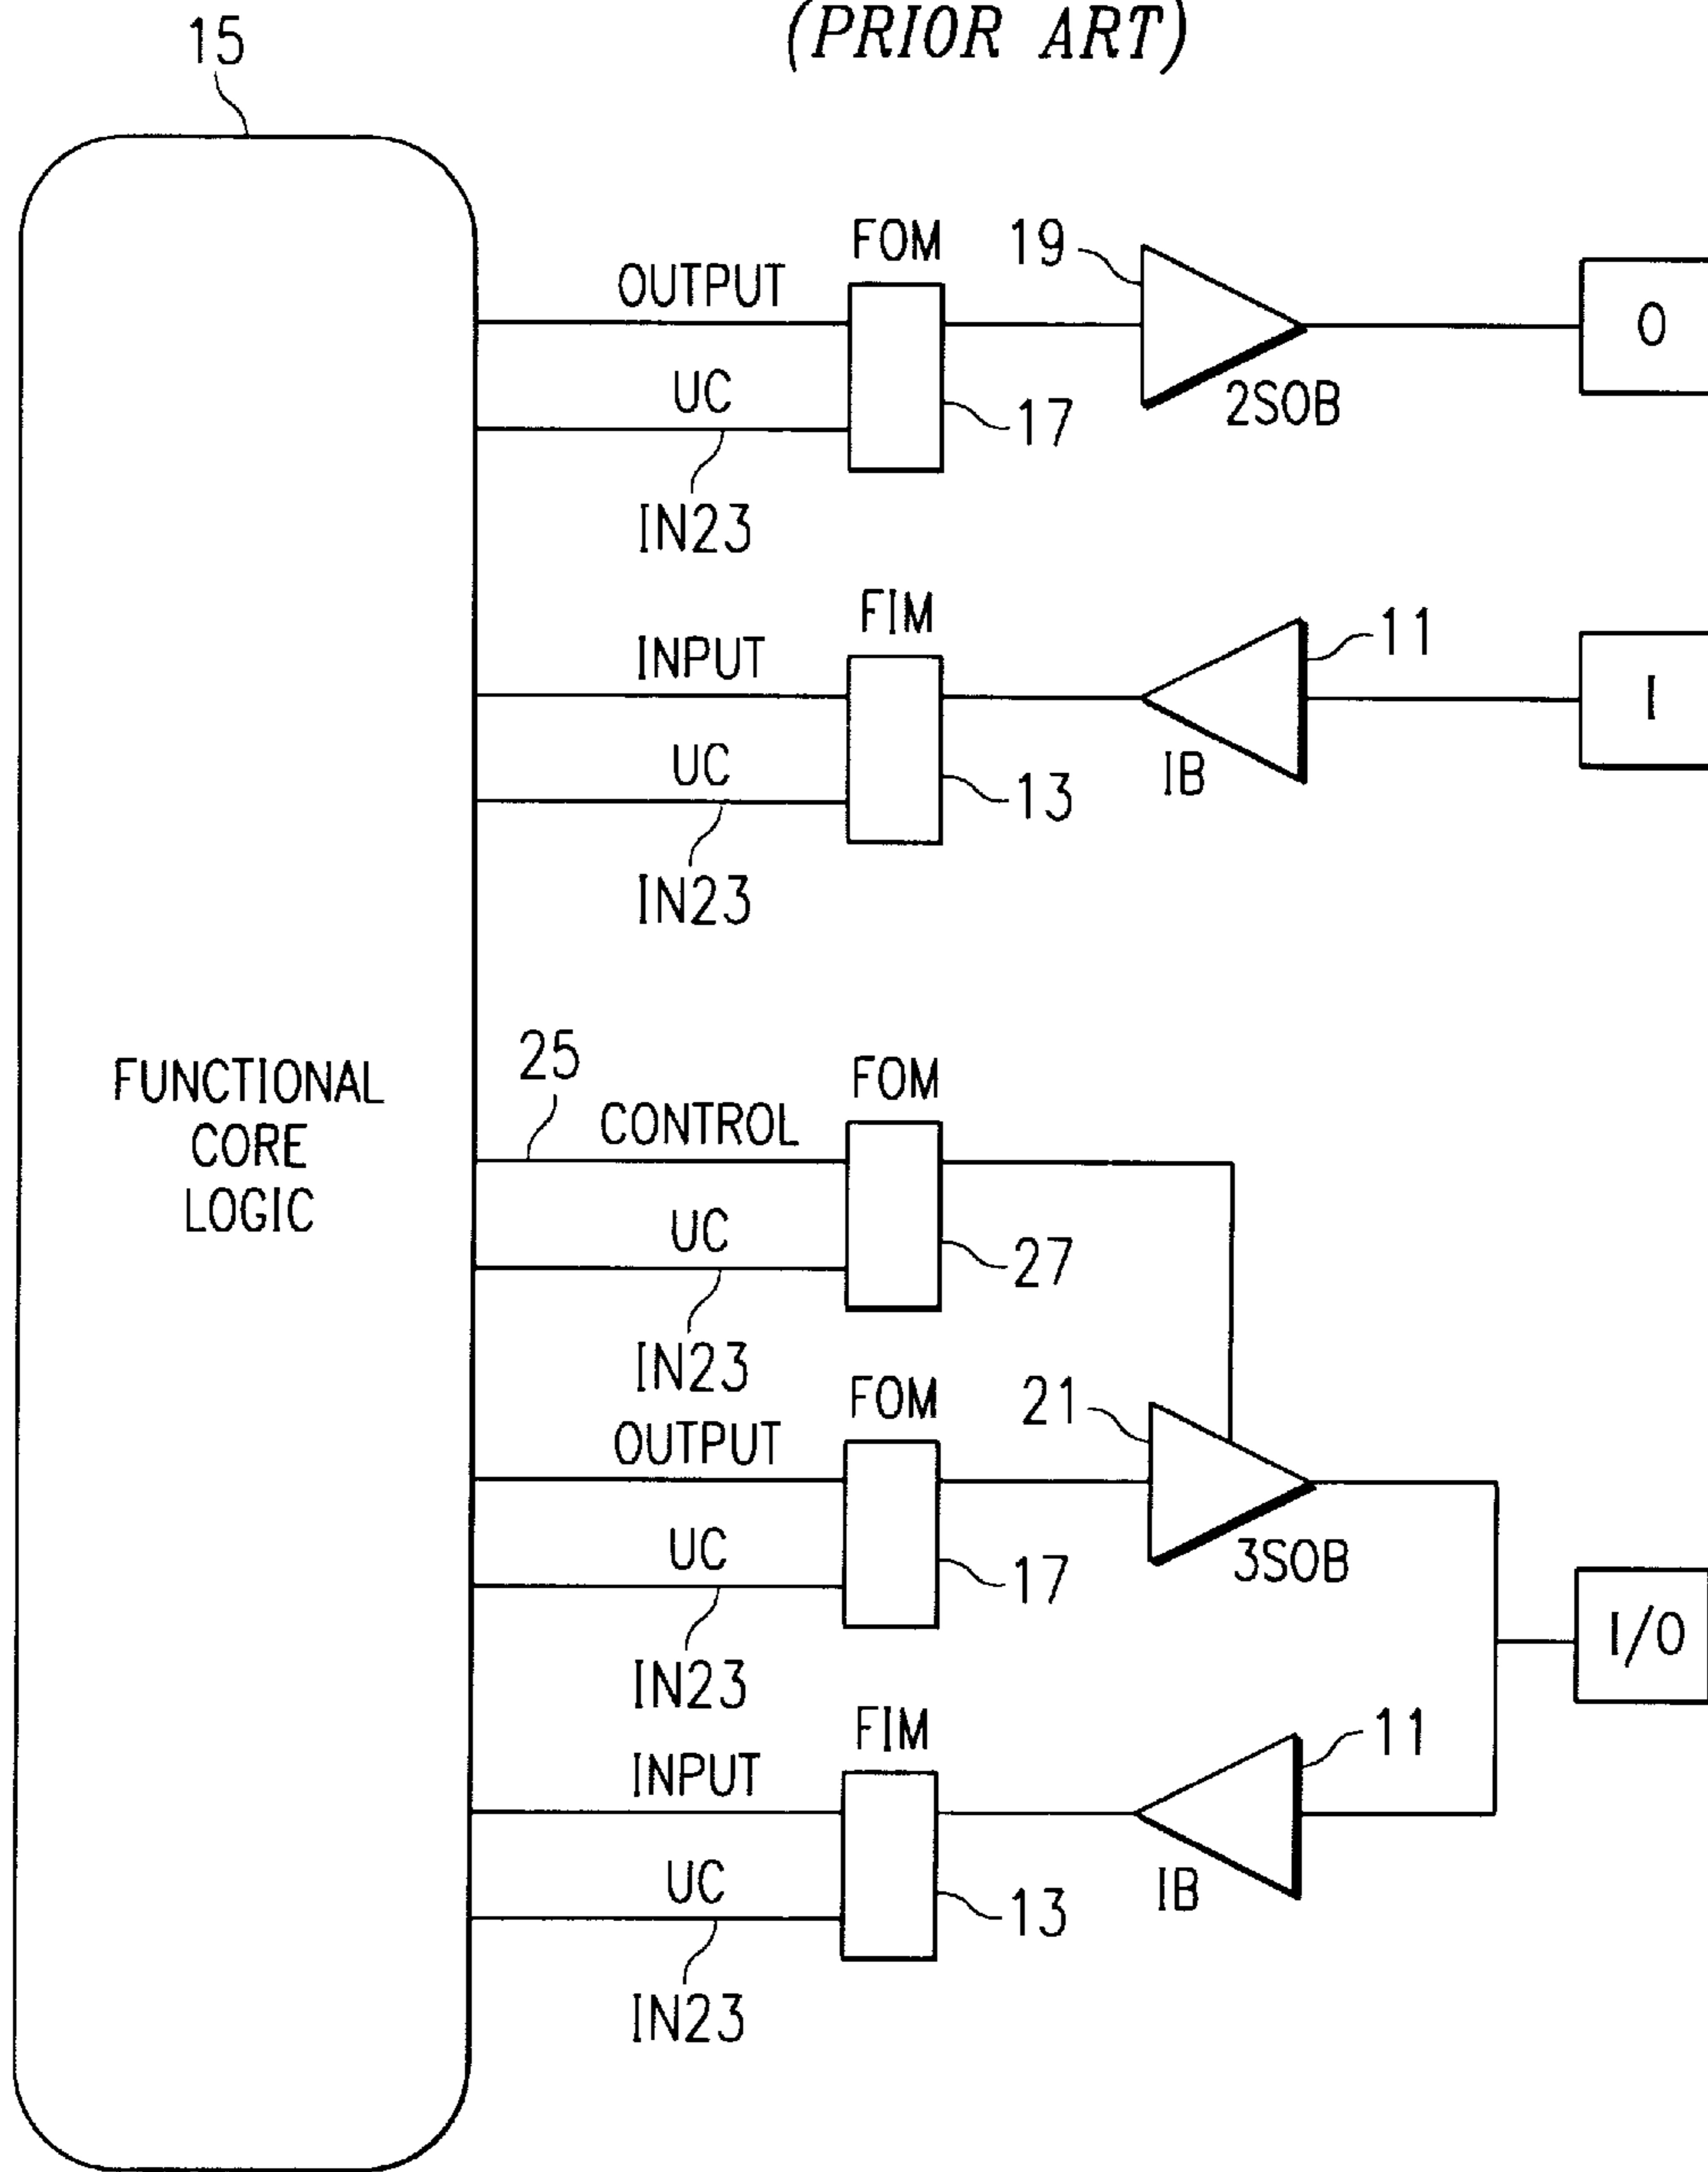 (PRIOR ART)
15
FOM
19
OUTPUT
O
UC
2SOB
17
IN23
FIM
11
INPUT
I
UC
IB
13
IN23
FUNCTIONAL
CORE
LOGIC
25
FOM
CONTROL
UC
27
IN23
FOM
21
OUTPUT
UC
3SOB
17
I/O
IN23
FIM
11
INPUT
UC
IB
13
IN23